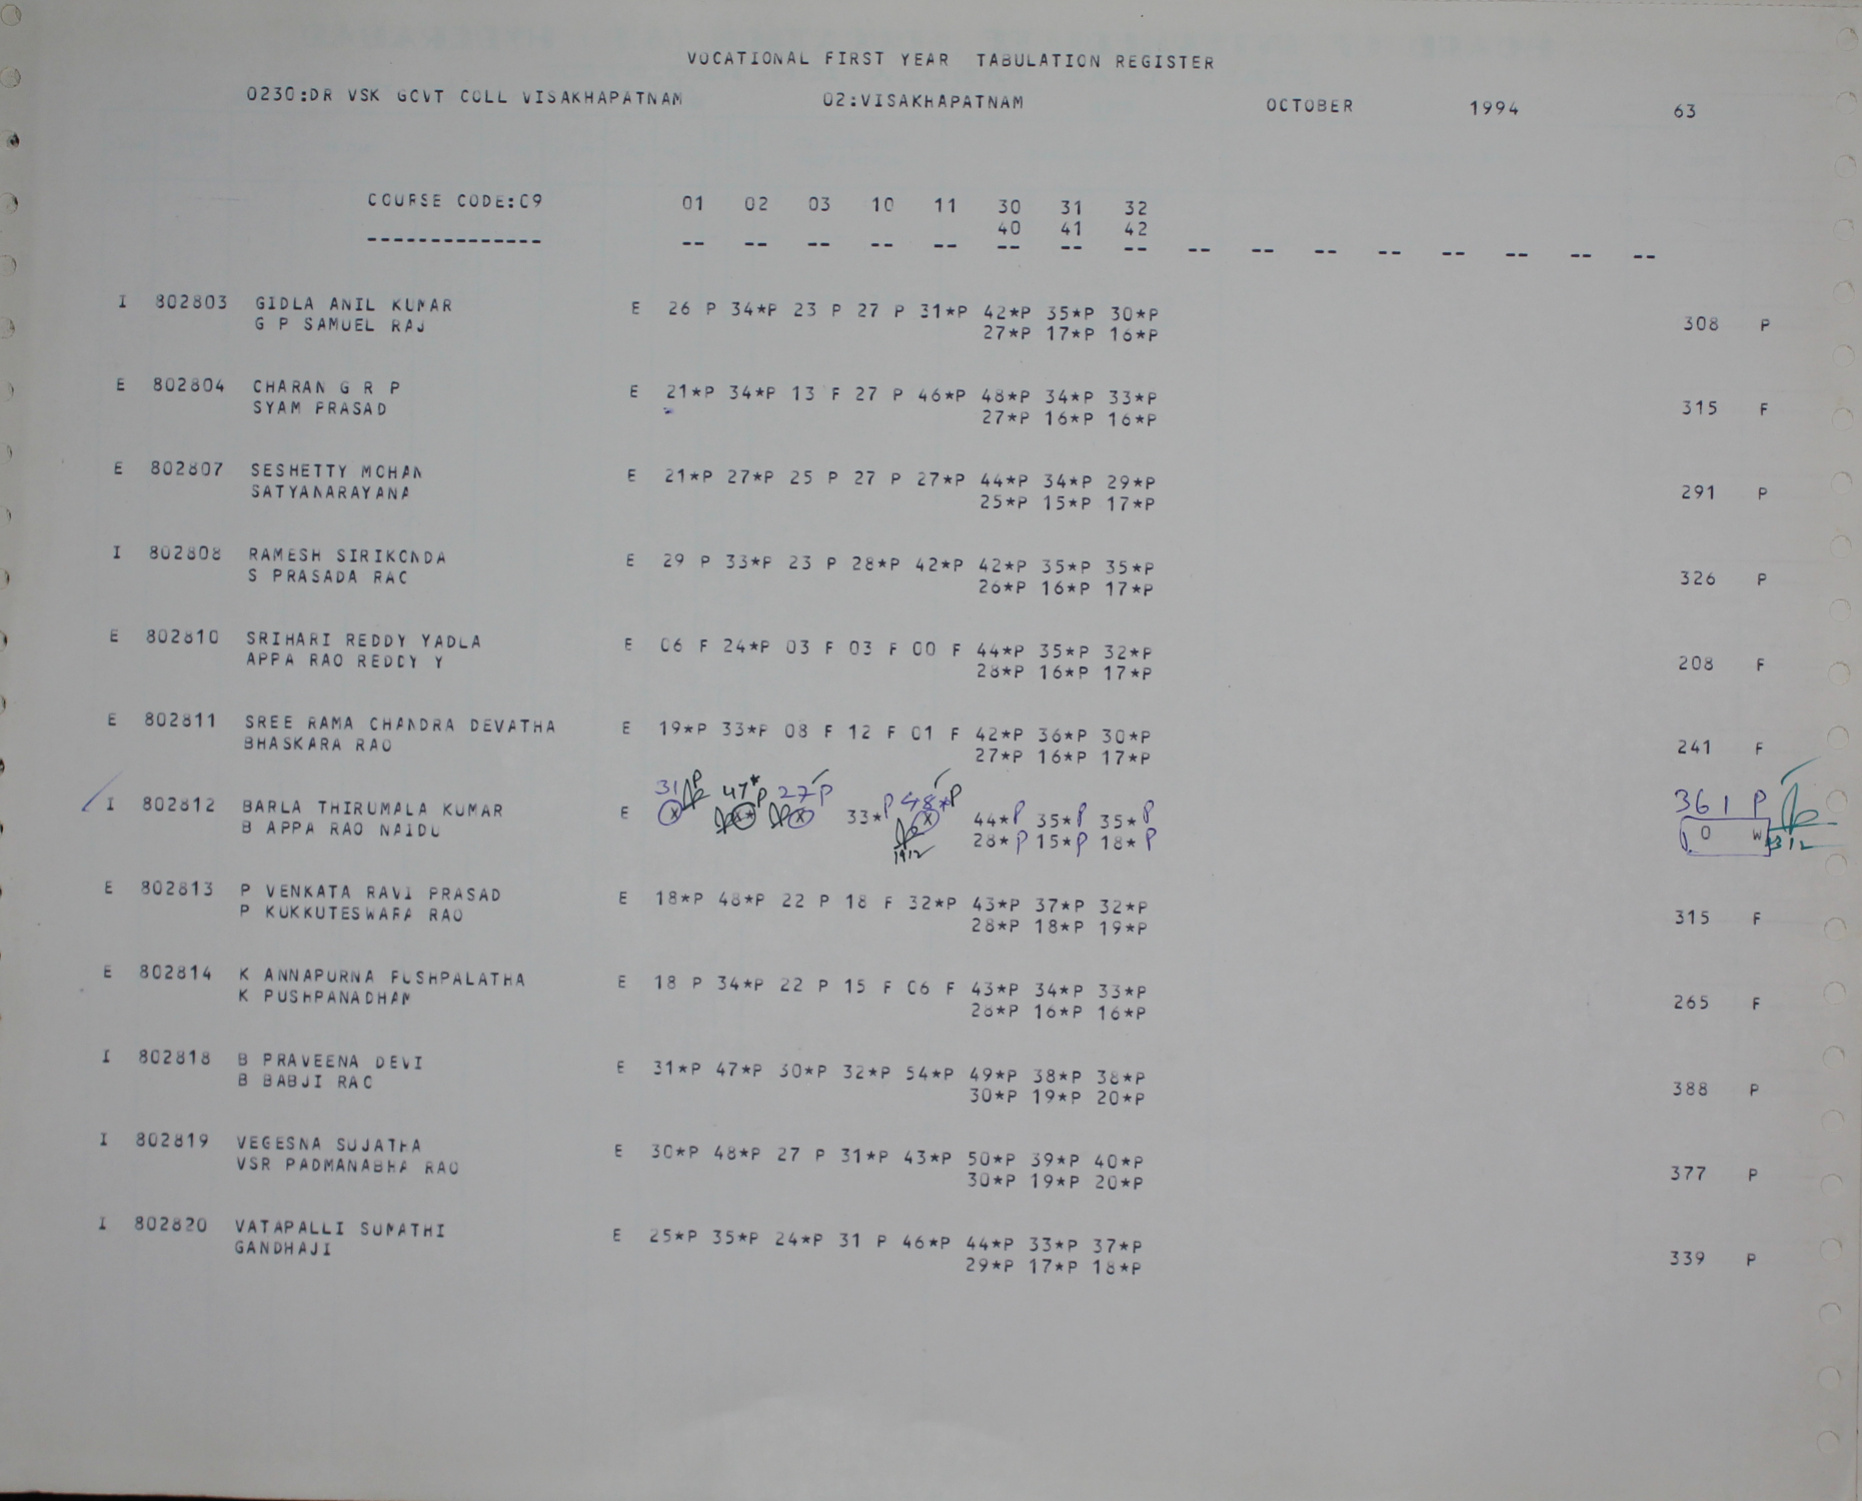 VOCATIONAL FIRST YEAR TABULATION REGISTER
0230:DR VSK GCVT COLL VISAKHAPATNAM 02:VISAKHAPATNAM OCTOBER 1994 63
COURSE CODE:C9 01 02 03 10 11 30 31 32
40 41 42
-------------- -- -- -- -- -- -- -- -- -- -- -- -- -- -- -- --
I 802803 GIDLA ANIL KUMAR E 26 P 34*P 23 P 27 P 31*P 42*P 35*P 30*P
G P SAMUEL RAJ 27*P 17*P 16*P 308 P
E 802804 CHARAN G R P E 21*P 34*P 13 F 27 P 46*P 48*P 34*P 33*P
SYAM PRASAD 27*P 16*P 16*P 315 F
E 802807 SESHETTY MOHAN E 21*P 27*P 25 P 27 P 27*P 44*P 34*P 29*P
SATYANARAYANA 25*P 15*P 17*P 291 P
I 802808 RAMESH SIRIKONDA E 29 P 33*P 23 P 28*P 42*P 42*P 35*P 35*P
S PRASADA RAO 26*P 16*P 17*P 326 P
E 802810 SRIHARI REDDY YADLA E 06 F 24*P 03 F 03 F 00 F 44*P 35*P 32*P
APPA RAO REDDY Y 28*P 16*P 17*P 208 F
E 802811 SREE RAMA CHANDRA DEVATHA E 19*P 33*P 08 F 12 F 01 F 42*P 36*P 30*P
BHASKARA RAO 27*P 16*P 17*P 241 F
31 P 47*P 27 P 48*P 361 P
I 802812 BARLA THIRUMALA KUMAR E X X* X 33*P X 44*P 35*P 35*P
B APPA RAO NAIDU 28*P 15*P 18*P 0 W
E 802813 P VENKATA RAVI PRASAD E 18*P 48*P 22 P 18 F 32*P 43*P 37*P 32*P
P KUKKUTESWARA RAO 28*P 18*P 19*P 315 F
E 802814 K ANNAPURNA PUSHPALATHA E 18 P 34*P 22 P 15 F 06 F 43*P 34*P 33*P
K PUSHPANADHAM 28*P 16*P 16*P 265 F
I 802818 B PRAVEENA DEVI E 31*P 47*P 30*P 32*P 54*P 49*P 38*P 38*P
B BABJI RAO 30*P 19*P 20*P 388 P
I 802819 VEGESNA SUJATHA E 30*P 48*P 27 P 31*P 43*P 50*P 39*P 40*P
VSR PADMANABHA RAO 30*P 19*P 20*P 377 P
I 802820 VATAPALLI SUMATHI E 25*P 35*P 24*P 31 P 46*P 44*P 33*P 37*P
GANDHAJI 29*P 17*P 18*P 339 P